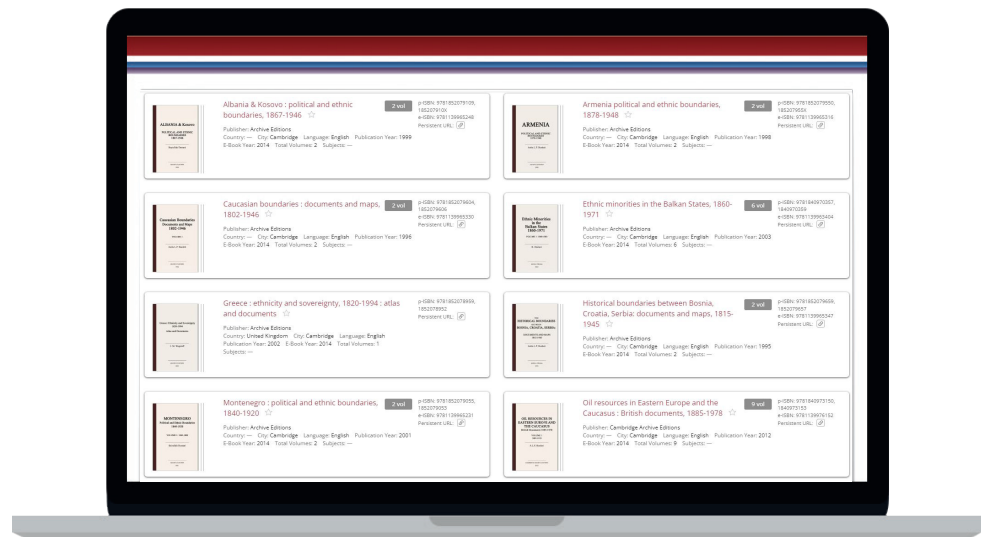 Albania & Kosovo : political and ethnic
boundaries, 1867-1946
2 vol
p-ISBN: 9781852079109,
185207910X
e-ISBN: 9781139965248
Persistent URL:
Publisher: Archive Editions
Country: — City: Cambridge Language: English Publication Year: 1999
E-Book Year: 2014 Total Volumes: 2 Subjects: —
ALBANIA & Kosovo
Armenia political and ethnic boundaries,
1878-1948
2 vol
p-ISBN: 9781852079550,
185207955X
e-ISBN: 9781139965316
Persistent URL:
Publisher: Archive Editions
Country: — City: Cambridge Language: English Publication Year: 1998
E-Book Year: 2014 Total Volumes: 2 Subjects: —
ARMENIA
Caucasian boundaries : documents and maps,
1802-1946
2 vol
p-ISBN: 9781852079604,
1852079606
e-ISBN: 9781139965330
Persistent URL:
Publisher: Archive Editions
Country: — City: Cambridge Language: English Publication Year: 1996
E-Book Year: 2014 Total Volumes: 2 Subjects: —
Caucasian Boundaries
Documents and Maps
1802-1946
Ethnic minorities in the Balkan States, 1860-
1971
6 vol
p-ISBN: 9781840970357,
1840970359
e-ISBN: 9781139965404
Persistent URL:
Publisher: Archive Editions
Country: — City: Cambridge Language: English Publication Year: 2003
E-Book Year: 2014 Total Volumes: 6 Subjects: —
Ethnic Minorities
in the
Balkan States
1860-1971
Greece : ethnicity and sovereignty, 1820-1994 : atlas
and documents
p-ISBN: 9781852078959,
1852078952
Persistent URL:
Publisher: Archive Editions
Country: United Kingdom City: Cambridge Language: English
Publication Year: 2002 E-Book Year: 2014 Total Volumes: 1
Subjects: —
Historical boundaries between Bosnia,
Croatia, Serbia: documents and maps, 1815-
1945
2 vol
p-ISBN: 9781852079659,
1852079657
e-ISBN: 9781139965347
Persistent URL:
Publisher: Archive Editions
Country: — City: Cambridge Language: English Publication Year: 1995
E-Book Year: 2014 Total Volumes: 2 Subjects: —
Montenegro : political and ethnic boundaries,
1840-1920
2 vol
p-ISBN: 9781852079055,
1852079053
e-ISBN: 9781139965231
Persistent URL:
Publisher: Archive Editions
Country: — City: Cambridge Language: English Publication Year: 2001
E-Book Year: 2014 Total Volumes: 2 Subjects: —
MONTENEGRO
Oil resources in Eastern Europe and the
Caucasus : British documents, 1885-1978
9 vol
p-ISBN: 9781840973150,
1840973153
e-ISBN: 9781139978152
Persistent URL:
Publisher: Cambridge Archive Editions
Country: — City: Cambridge Language: English Publication Year: 2012
E-Book Year: 2014 Total Volumes: 9 Subjects: —
OIL RESOURCES IN
EASTERN EUROPE AND
THE CAUCASUS